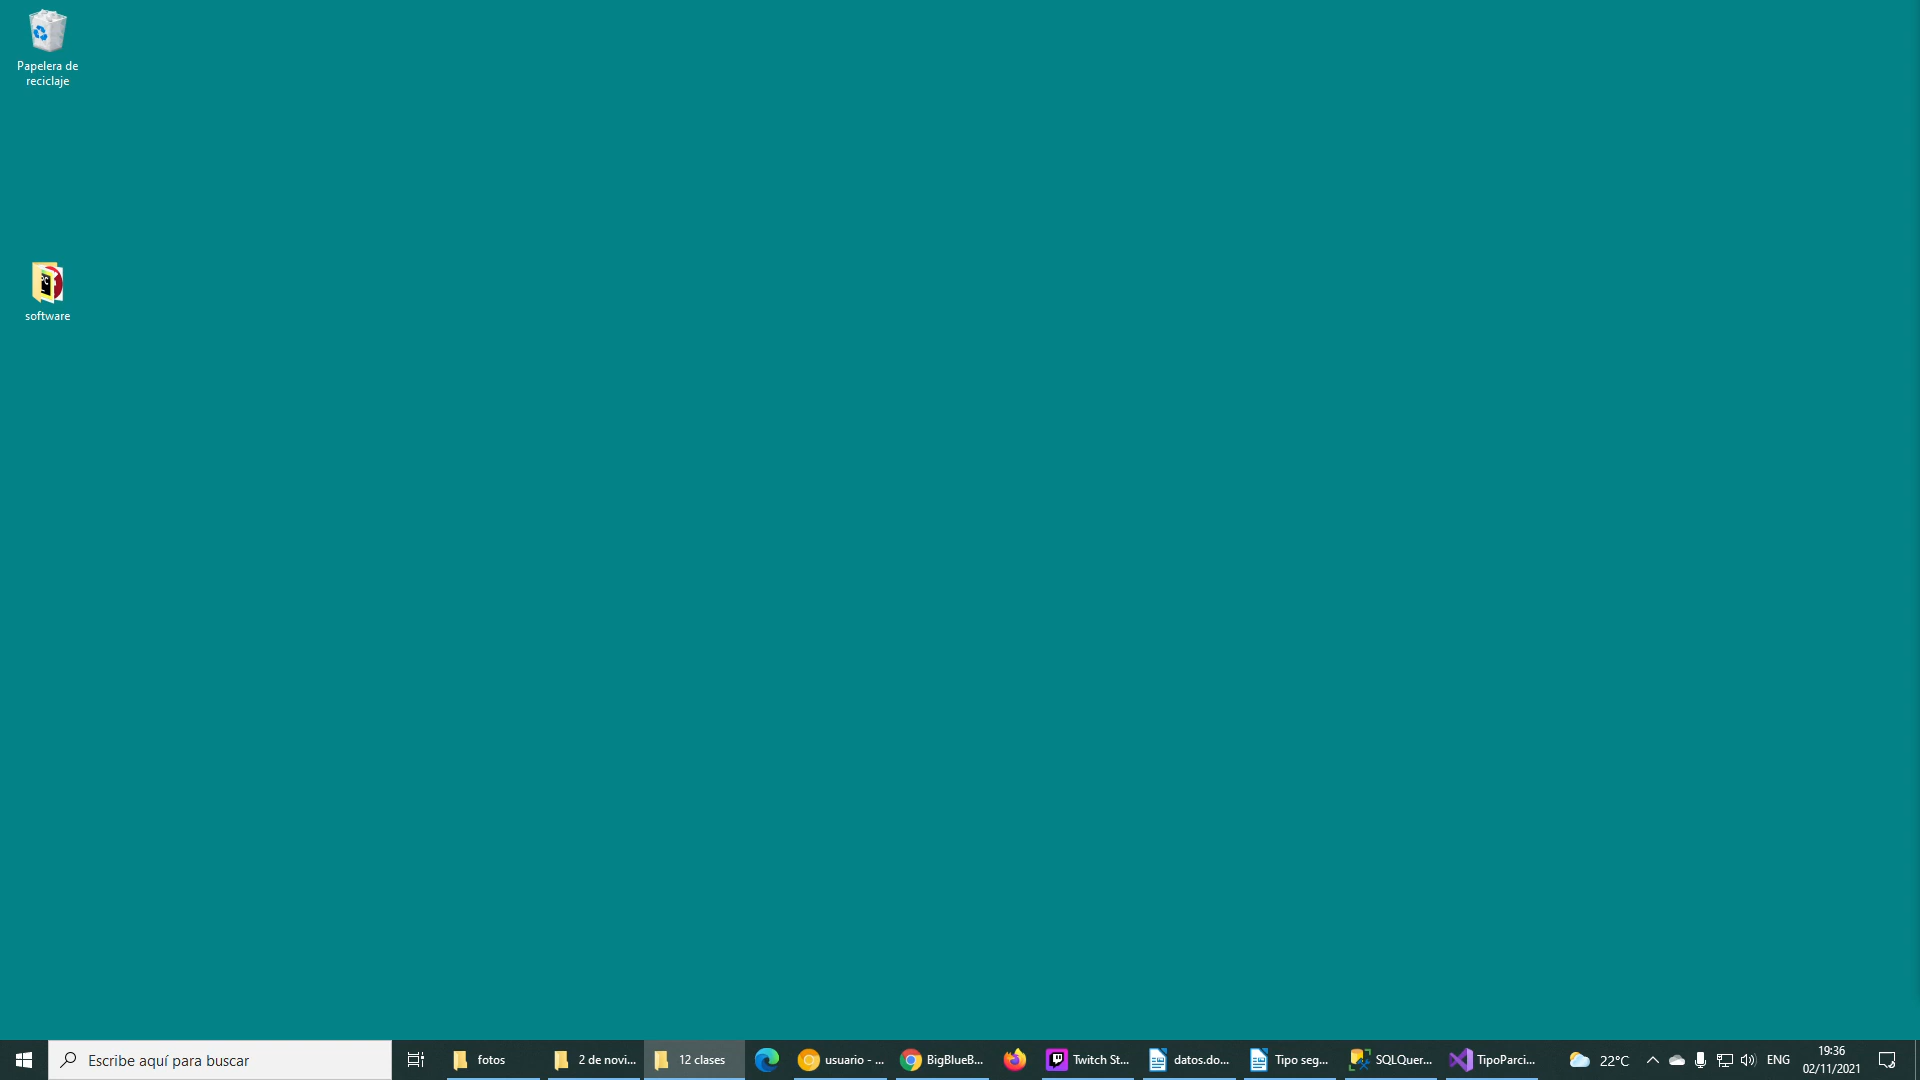 Papelera de
reciclaje
software
Escribe aquí para buscar
fotos
2 de novi...
12 clases
usuario - ...
BigBlueB...
Twitch St...
datos.do...
Tipo seg...
SQLQuer...
TipoParci...
22°C
ENG
19:36
02/11/2021